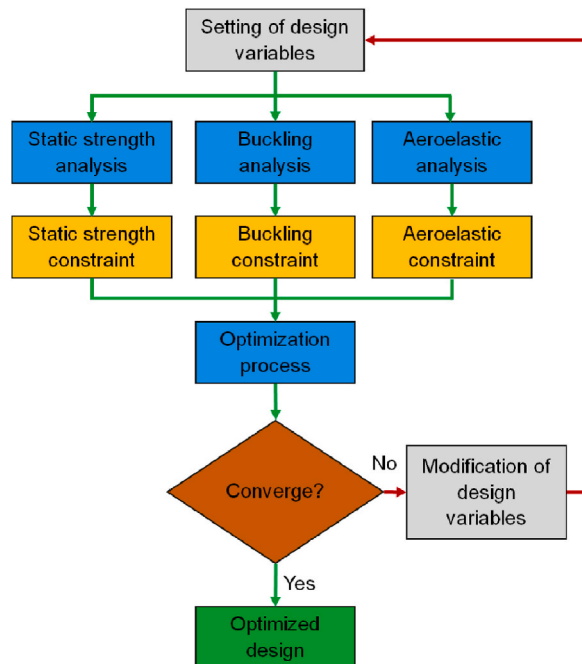 Setting of design
variables
Static strength
analysis
Buckling
analysis
Aeroelastic
analysis
Static strength
constraint
Buckling
constraint
Aeroelastic
constraint
Optimization
process
Converge?
No
Modification of
design
variables
Yes
Optimized
design